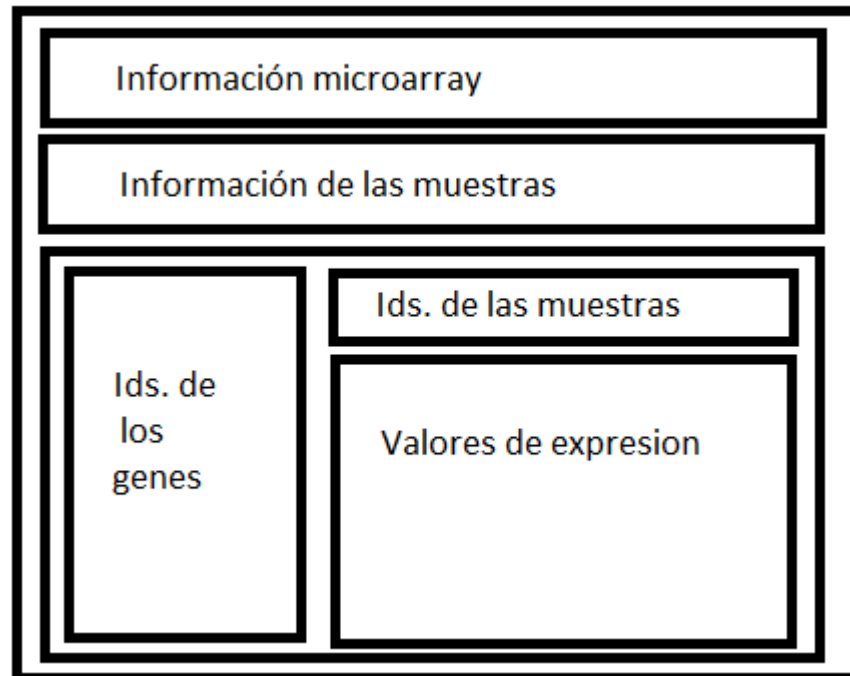 Información microarray
Información de las muestras
Ids. de las muestras
Ids. de
los
genes
Valores de expresion